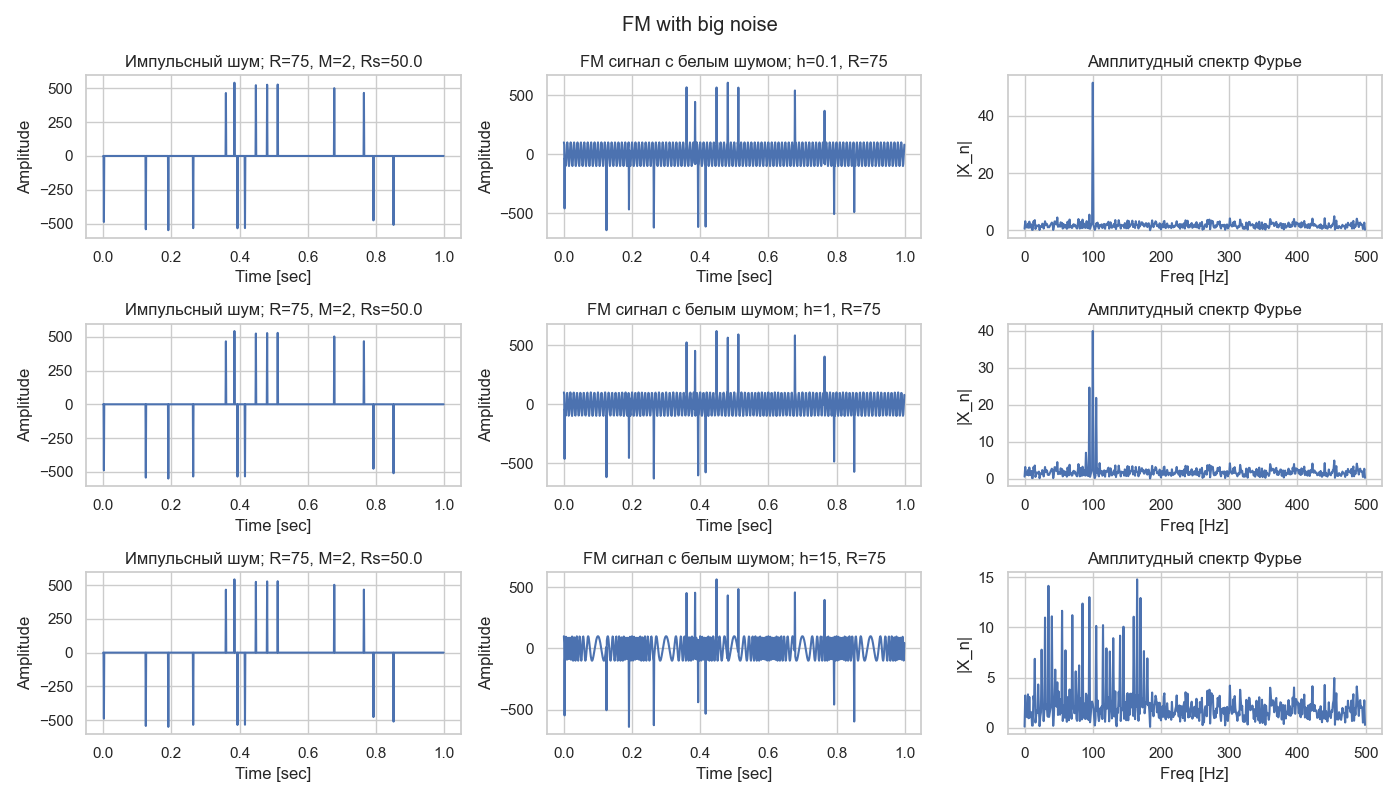 FM with big noise
Импульсный шум; R=75, M=2, Rs=50.0
FM сигнал с белым шумом; h=0.1, R=75
Амплитудный спектр Фурье
Amplitude
500
250
0
−250
−500
0.0 0.2 0.4 0.6 0.8 1.0
Time [sec]
Amplitude
500
0
−500
0.0 0.2 0.4 0.6 0.8 1.0
Time [sec]
|X_n|
40
20
0
0 100 200 300 400 500
Freq [Hz]
Импульсный шум; R=75, M=2, Rs=50.0
FM сигнал с белым шумом; h=1, R=75
Амплитудный спектр Фурье
Amplitude
500
250
0
−250
−500
0.0 0.2 0.4 0.6 0.8 1.0
Time [sec]
Amplitude
500
0
−500
0.0 0.2 0.4 0.6 0.8 1.0
Time [sec]
|X_n|
40
30
20
10
0
0 100 200 300 400 500
Freq [Hz]
Импульсный шум; R=75, M=2, Rs=50.0
FM сигнал с белым шумом; h=15, R=75
Амплитудный спектр Фурье
Amplitude
500
250
0
−250
−500
0.0 0.2 0.4 0.6 0.8 1.0
Time [sec]
Amplitude
500
0
−500
0.0 0.2 0.4 0.6 0.8 1.0
Time [sec]
|X_n|
15
10
5
0
0 100 200 300 400 500
Freq [Hz]